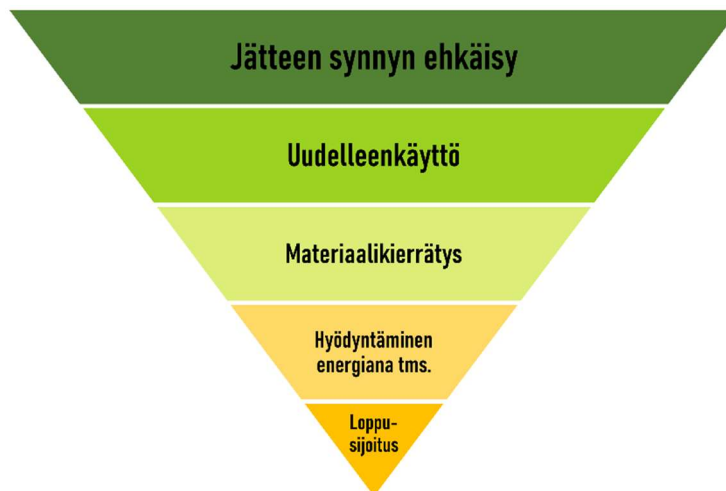 Jätteen synnyn ehkäisy
Uudelleenkäyttö
Materiaalikierrätys
Hyödyntäminen
energiana tms.
Loppu-
sijoitus